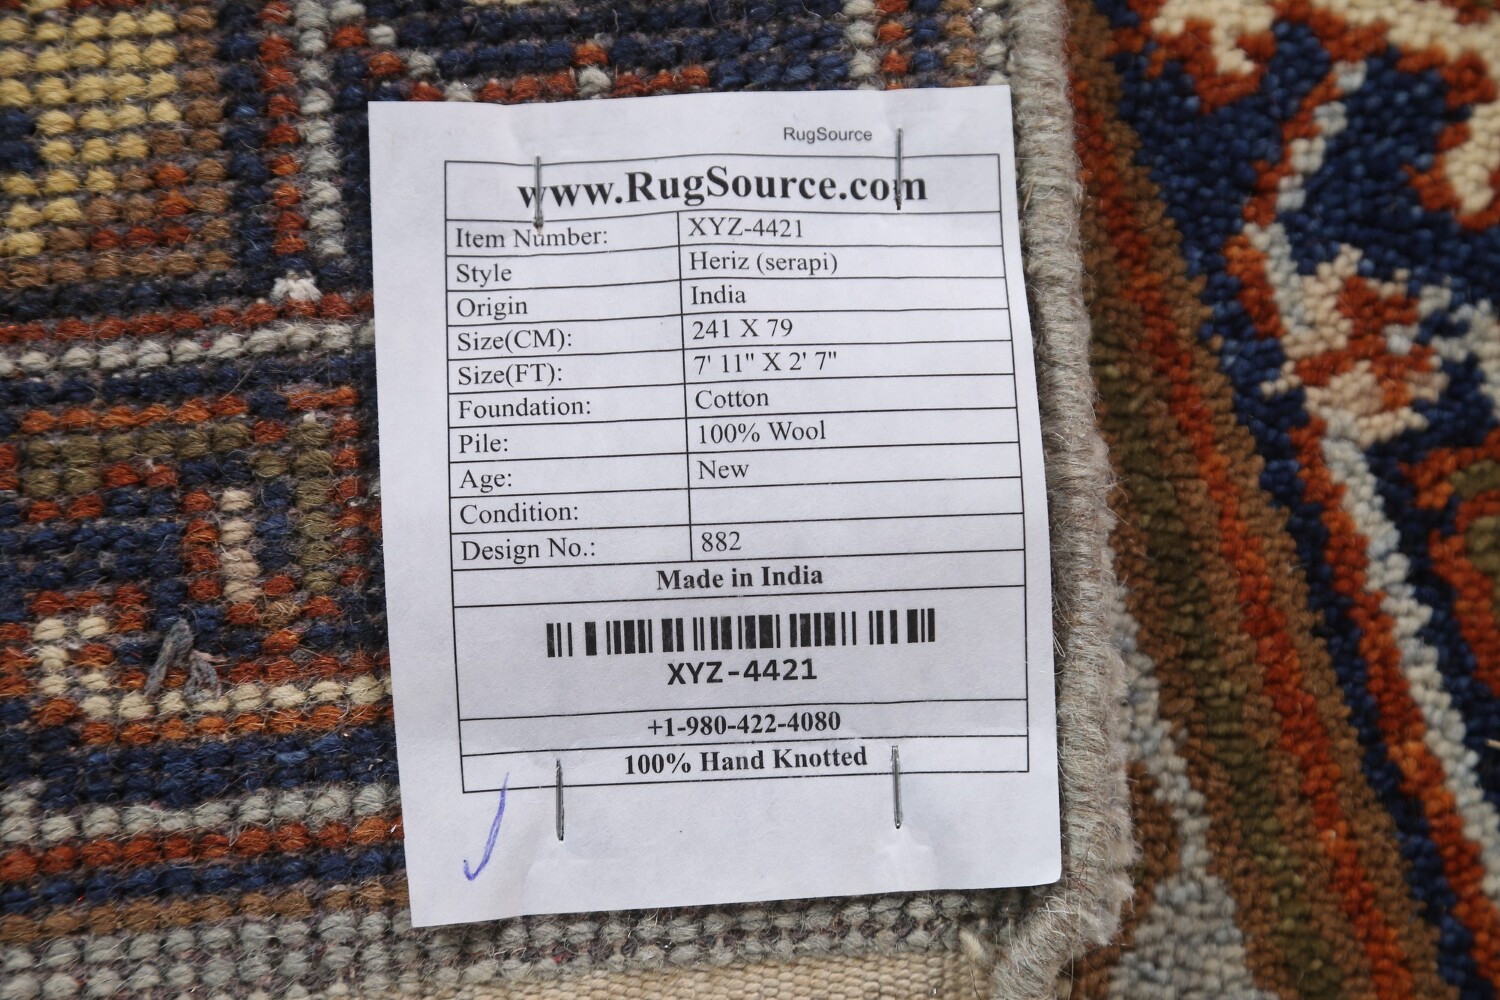 RugSource
www.RugSource.com
Item Number: XYZ-4421
Style Heriz (serapi)
Origin India
Size(CM): 241 X 79
Size(FT): 7' 11" X 2' 7"
Foundation: Cotton
Pile: 100% Wool
Age: New
Condition:
Design No.: 882
Made in India
XYZ-4421
+1-980-422-4080
100% Hand Knotted